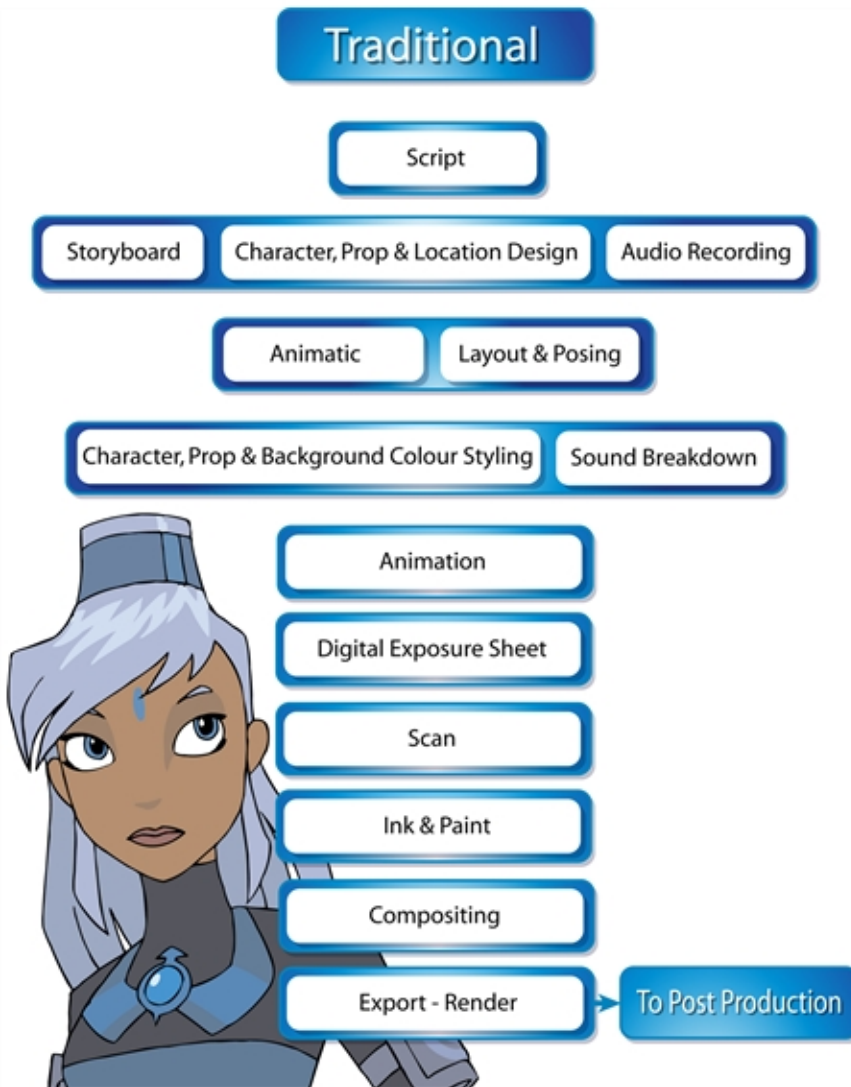 Traditional
Script
Storyboard
Character, Prop & Location Design
Audio Recording
Animatic
Layout & Posing
Character, Prop & Background Colour Styling
Sound Breakdown
Animation
Digital Exposure Sheet
Scan
Ink & Paint
Compositing
Export - Render
To Post Production